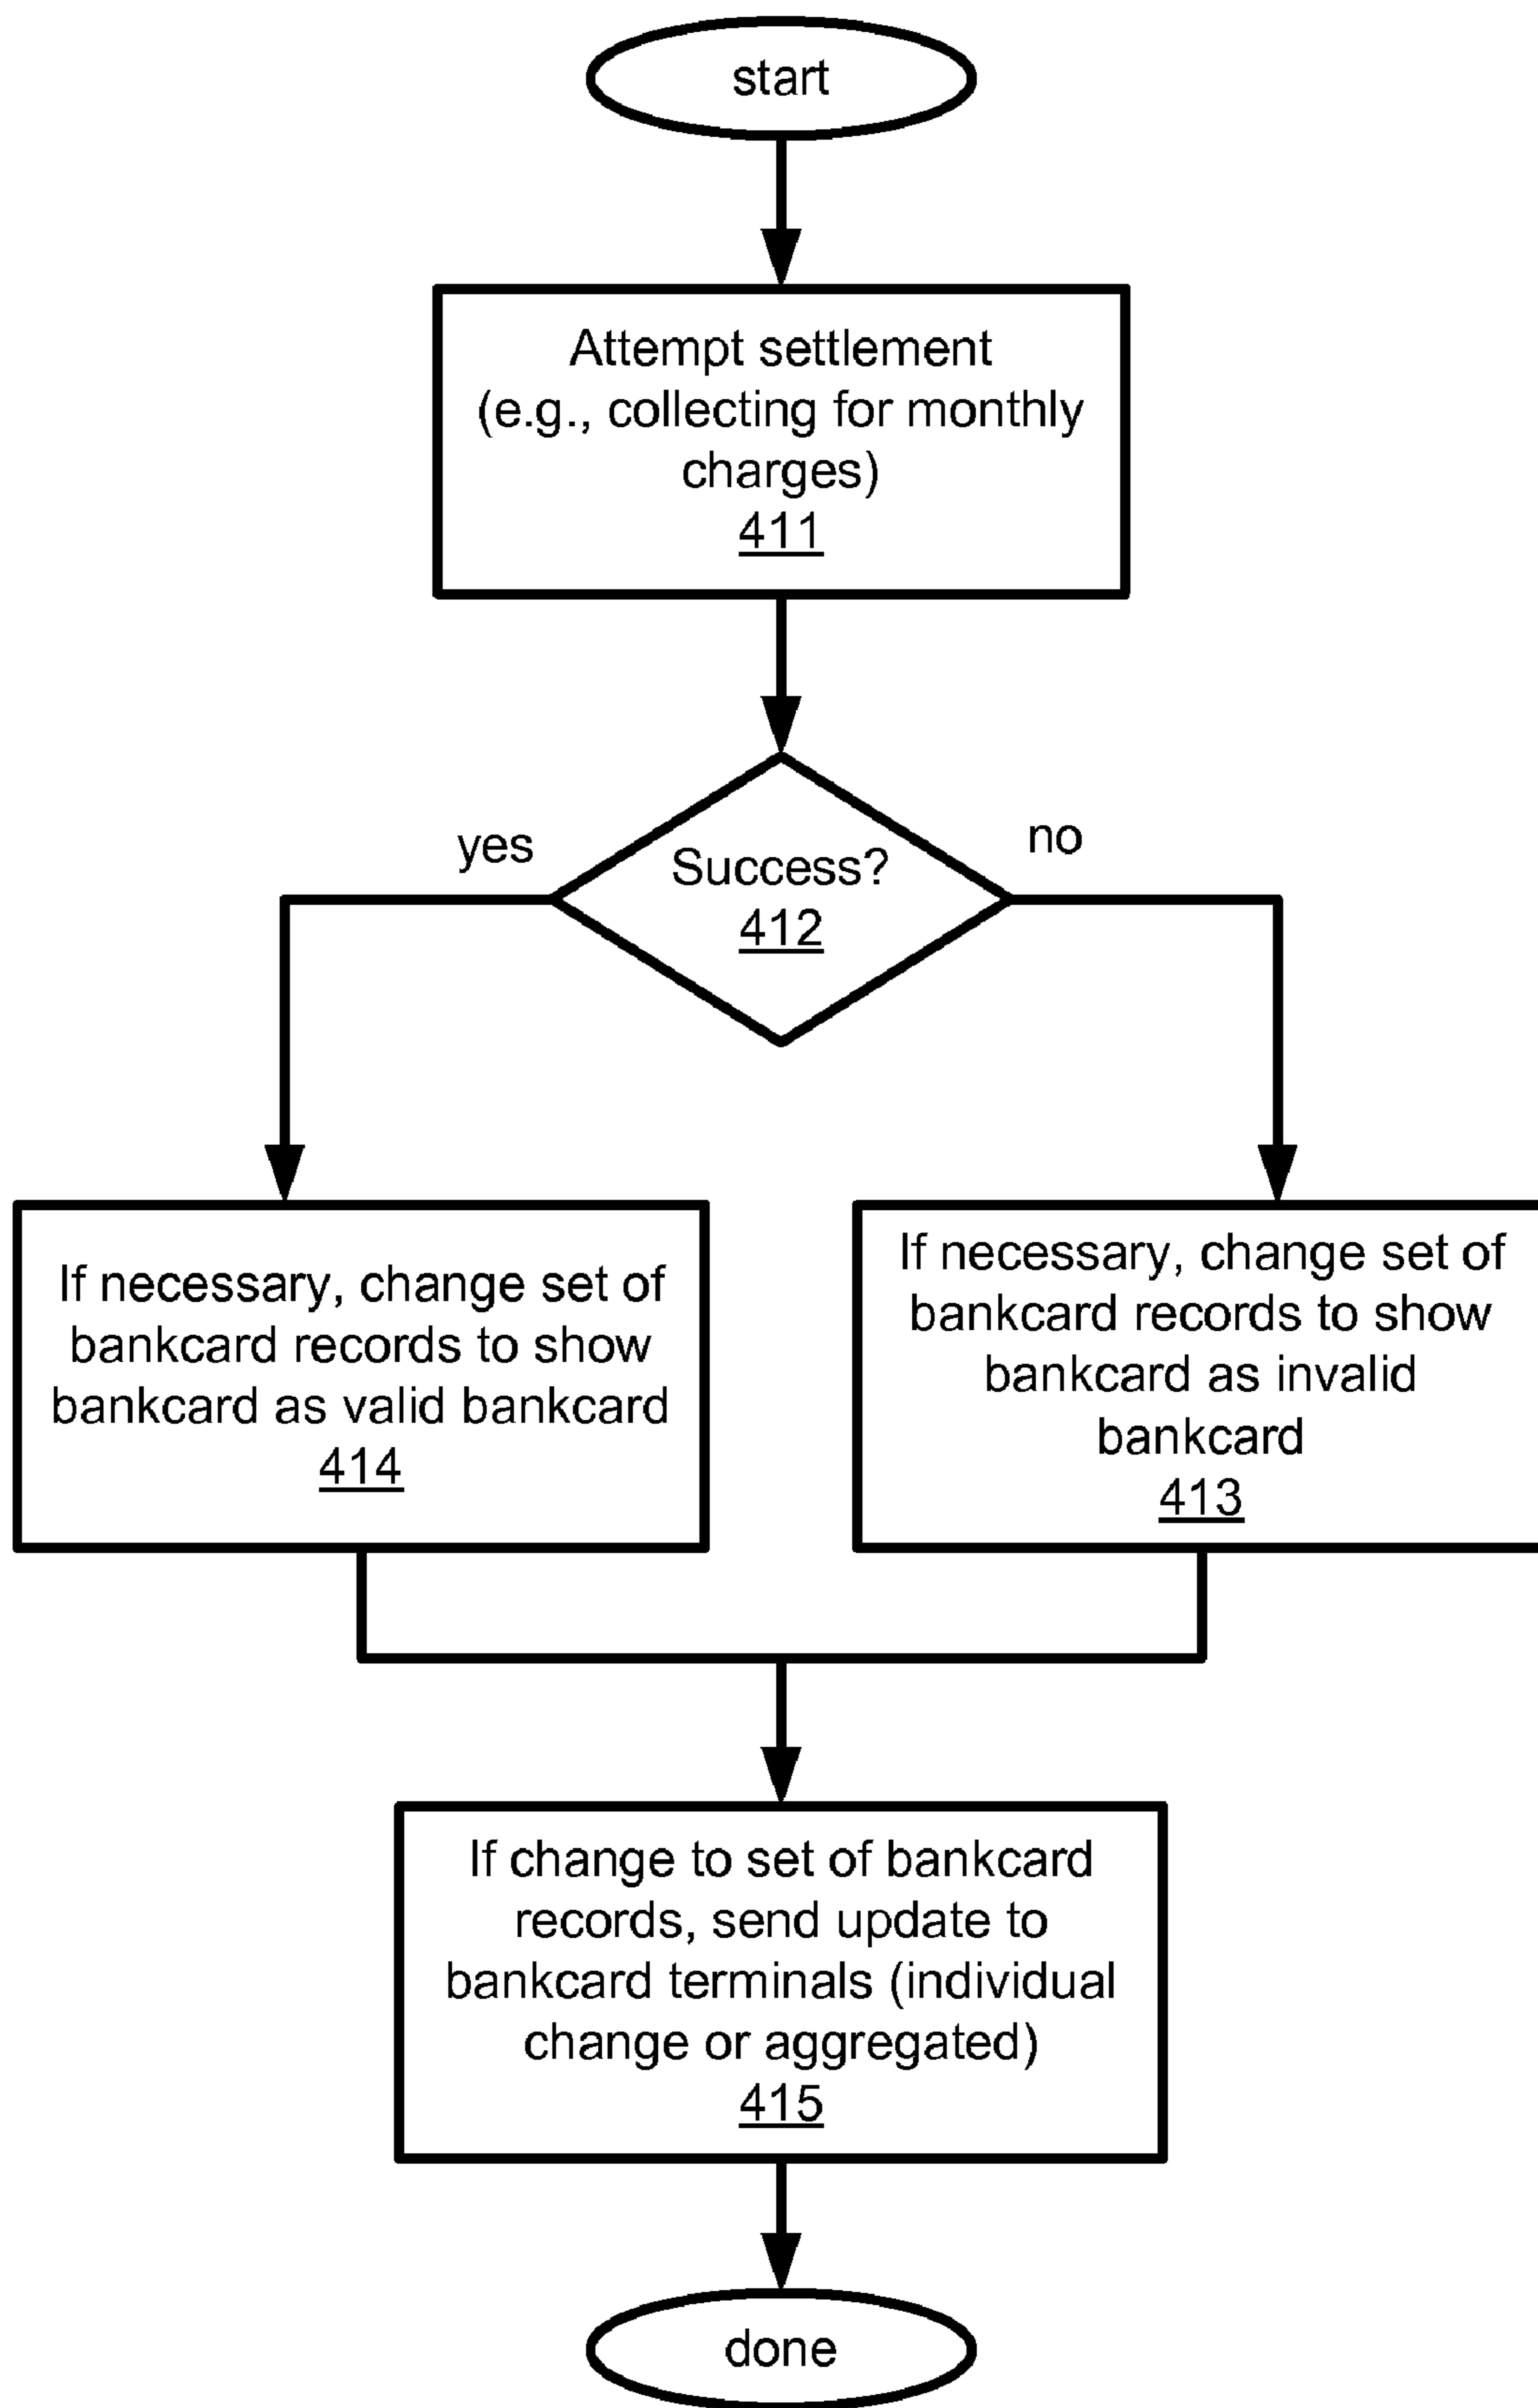 start
Attempt settlement
(e.g., collecting for monthly
charges)
411
yes
no
Success?
412
If necessary, change set of
bankcard records to show
bankcard as valid bankcard
414
If necessary, change set of
bankcard records to show
bankcard as invalid
bankcard
413
If change to set of bankcard
records, send update to
bankcard terminals (individual
change or aggregated)
415
done